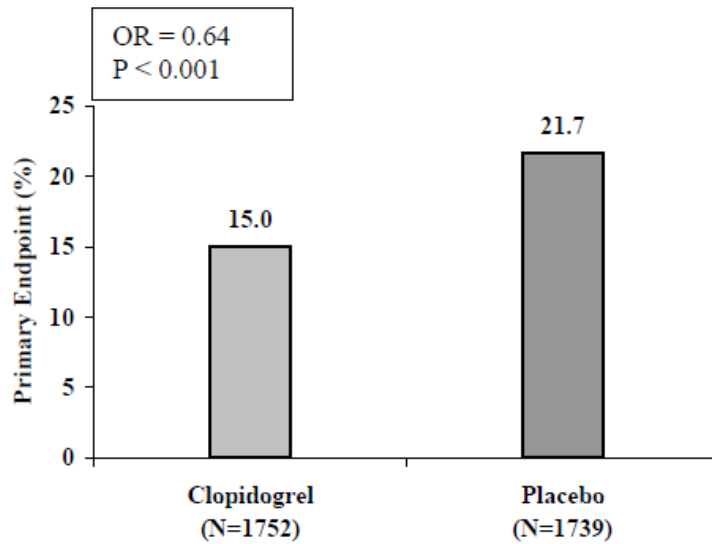 OR = 0.64
P < 0.001
Primary Endpoint (%)
25
20
15
10
5
0
15.0
21.7
Clopidogrel
(N=1752)
Placebo
(N=1739)